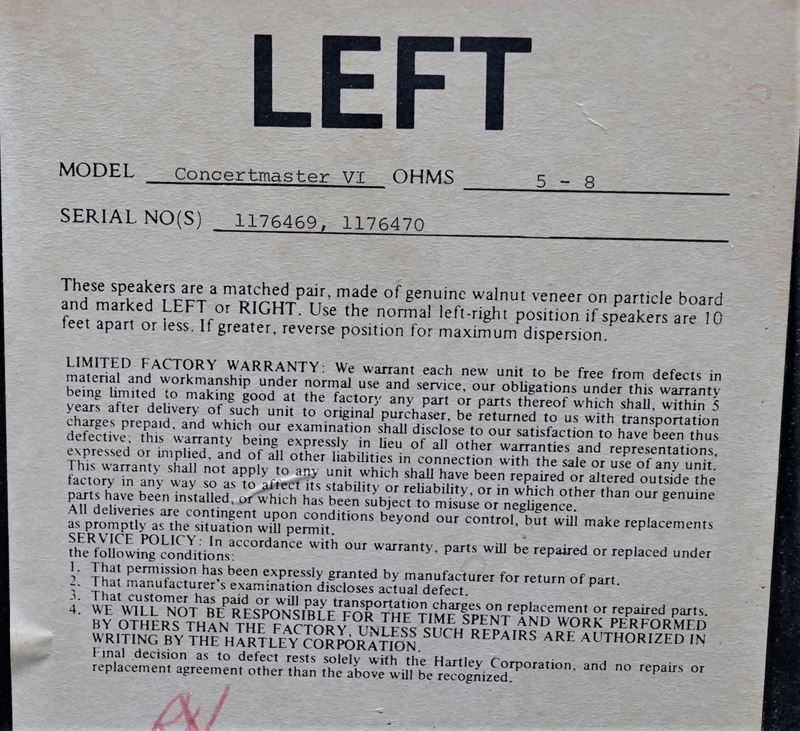 LEFT
MODEL Concertmaster VI OHMS 5 - 8
SERIAL NO(S) 1176469, 1176470
These speakers are a matched pair, made of genuine walnut veneer on particle board
and marked LEFT or RIGHT. Use the normal left-right position if speakers are 10
feet apart or less. If greater, reverse position for maximum dispersion.
LIMITED FACTORY WARRANTY: We warrant each new unit to be free from defects in
material and workmanship under normal use and service, our obligations under this warranty
being limited to making good at the factory any part or parts thereof which shall, within 5
years after delivery of such unit to original purchaser, be returned to us with transportation
charges prepaid, and which our examination shall disclose to our satisfaction to have been thus
defective; this warranty being expressly in lieu of all other warranties and representations,
expressed or implied, and of all other liabilities in connection with the sale or use of any unit.
This warranty shall not apply to any unit which shall have been repaired or altered outside the
factory in any way so as to affect its stability or reliability, or in which other than our genuine
parts have been installed, or which has been subject to misuse or negligence.
All deliveries are contingent upon conditions beyond our control, but will make replacements
as promptly as the situation will permit.
SERVICE POLICY: In accordance with our warranty, parts will be repaired or replaced under
the following conditions:
1. That permission has been expressly granted by manufacturer for return of part.
2. That manufacturer's examination discloses actual defect.
3. That customer has paid or will pay transportation charges on replacement or repaired parts.
4. WE WILL NOT BE RESPONSIBLE FOR THE TIME SPENT AND WORK PERFORMED
BY OTHERS THAN THE FACTORY, UNLESS SUCH REPAIRS ARE AUTHORIZED IN
WRITING BY THE HARTLEY CORPORATION.
Final decision as to defect rests solely with the Hartley Corporation, and no repairs or
replacement agreement other than the above will be recognized.